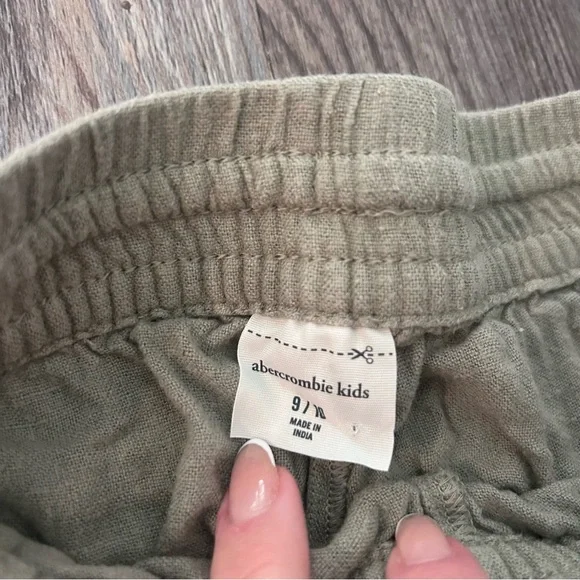 abercrombie kids
9/10
MADE IN
INDIA